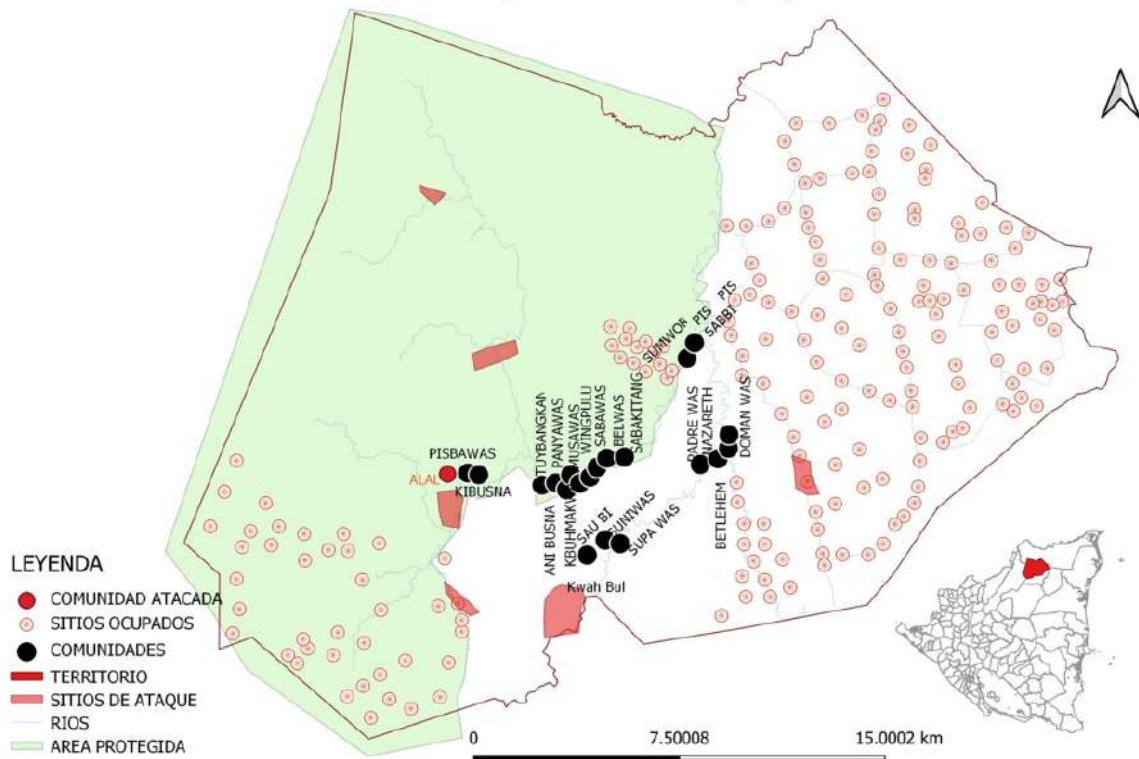 SUMWOR
PIS PIS
SABBI
TUYBANGKAN
PANYAWAS
MUSAWAS
WINGPULU
SABAWAS
BELWAS
SABAKITANG
PADRE WAS
NAZARETH
DOMAN WAS
PISBAWAS
ALAL
KIBUSNA
ANI BUSNA
KBUHMAKW
SAU BI
SUNIWAS
SUPA WAS
BETLEHEM
Kwah Bul
LEYENDA
COMUNIDAD ATACADA
SITIOS OCUPADOS
COMUNIDADES
TERRITORIO
SITIOS DE ATAQUE
RIOS
AREA PROTEGIDA
0 7.50008 15.0002 km